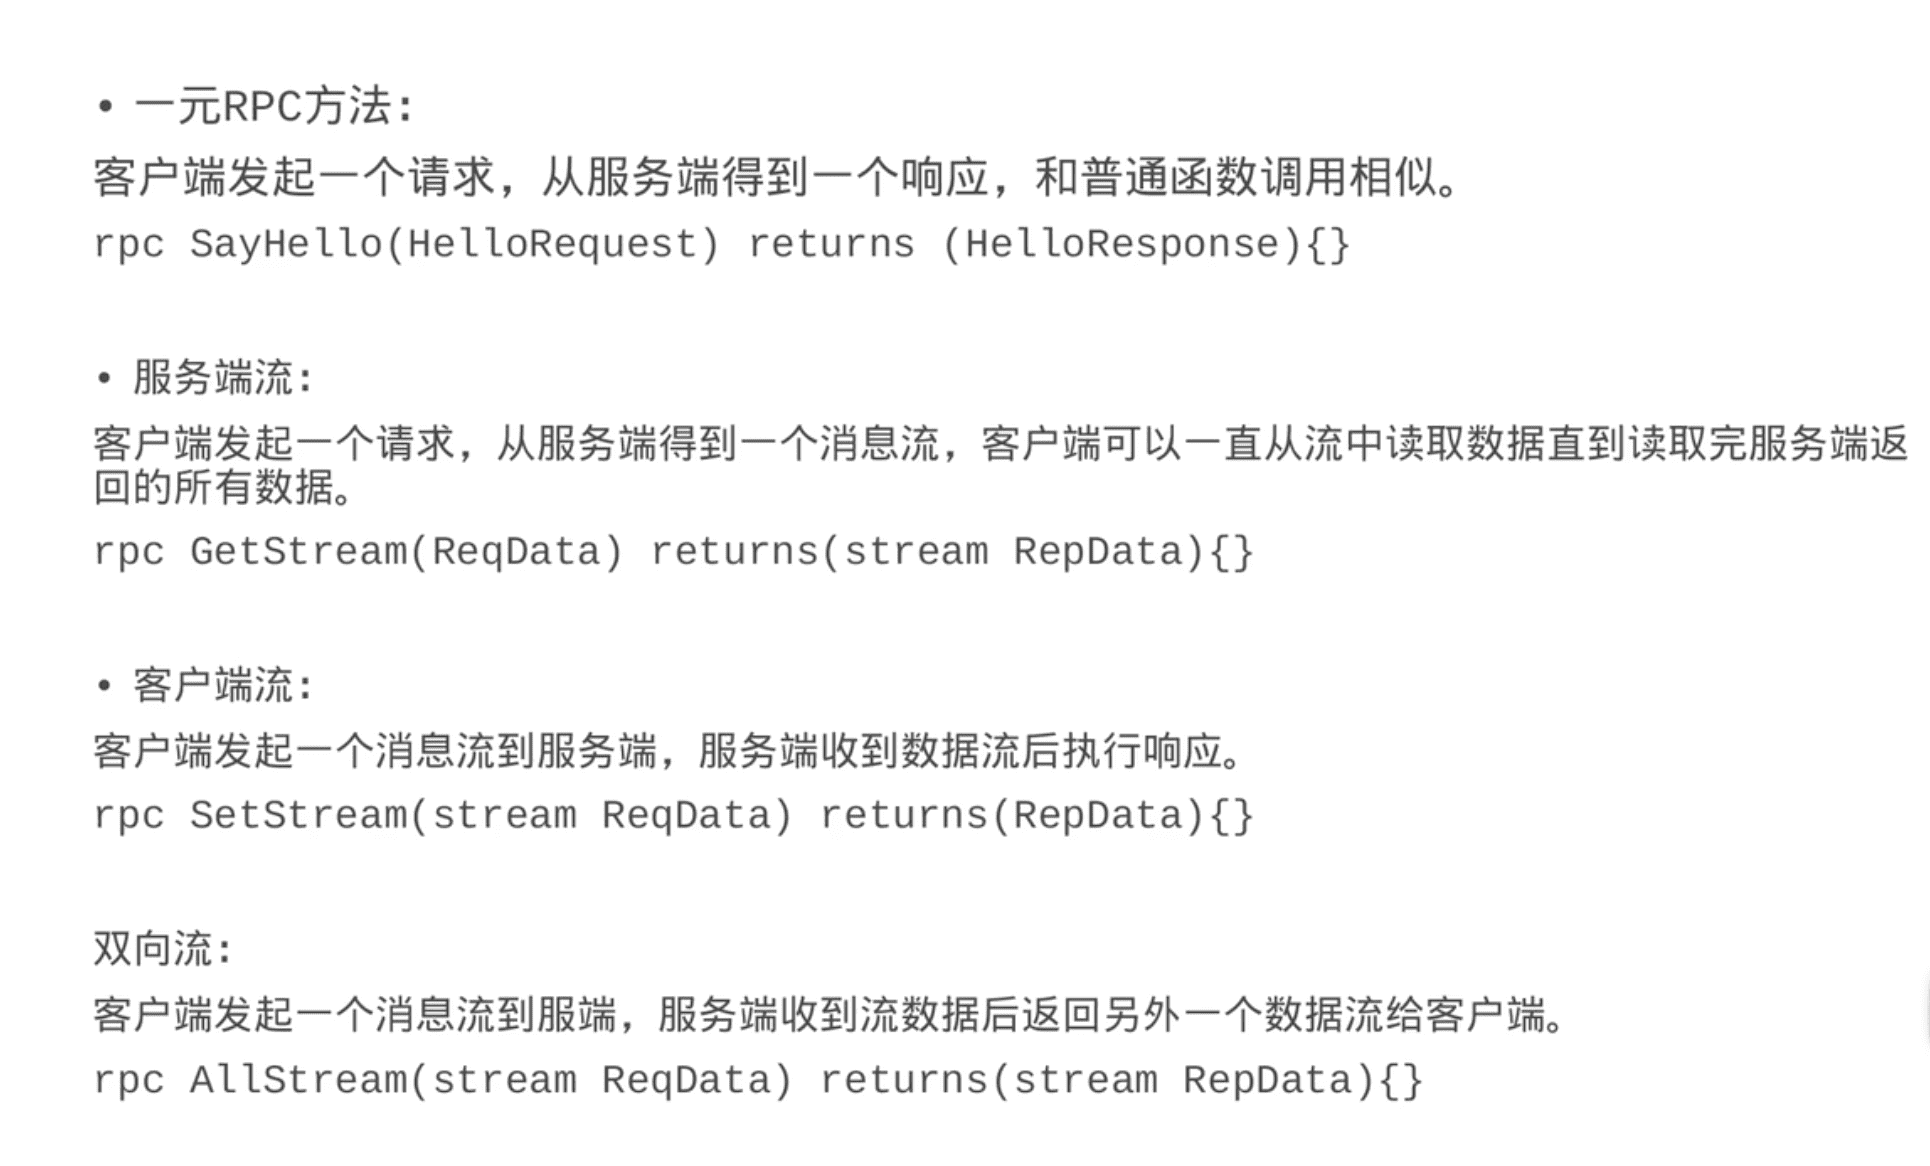 • 一元RPC方法:
客户端发起一个请求，从服务端得到一个响应，和普通函数调用相似。
rpc SayHello(HelloRequest) returns (HelloResponse){}
• 服务端流:
客户端发起一个请求，从服务端得到一个消息流，客户端可以一直从流中读取数据直到读取完服务端返
回的所有数据。
rpc GetStream(ReqData) returns(stream RepData){}
• 客户端流:
客户端发起一个消息流到服务端，服务端收到数据流后执行响应。
rpc SetStream(stream ReqData) returns(RepData){}
双向流:
客户端发起一个消息流到服端，服务端收到流数据后返回另外一个数据流给客户端。
rpc AllStream(stream ReqData) returns(stream RepData){}